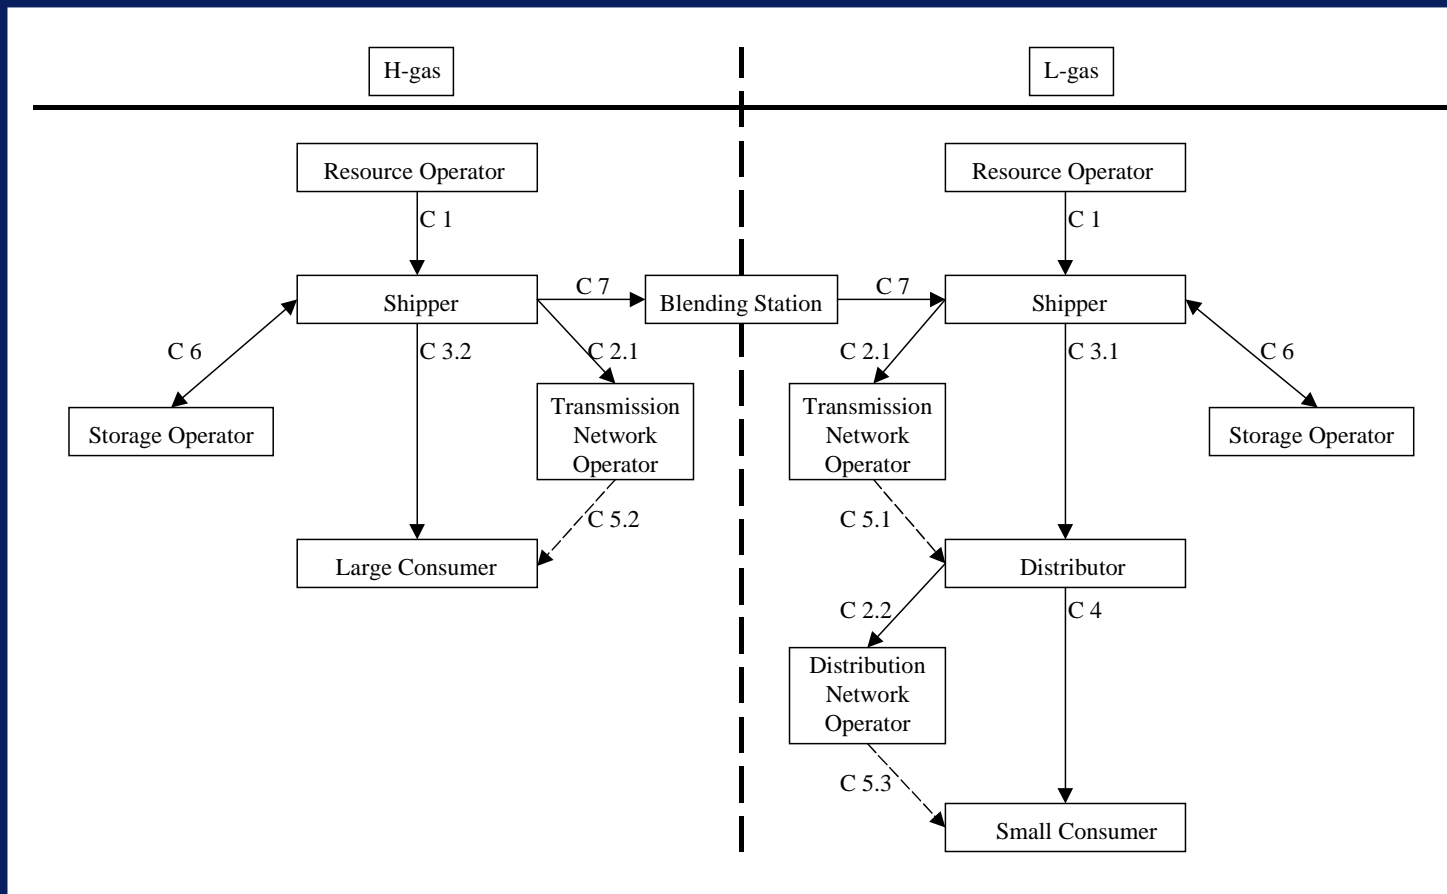 H-gas
L-gas
Resource Operator
Resource Operator
C 1
C 1
Shipper
C 7
Blending Station
C 7
Shipper
C 6
C 3.2
C 2.1
C 2.1
C 3.1
C 6
Storage Operator
Transmission
Network
Operator
Transmission
Network
Operator
Storage Operator
C 5.2
C 5.1
Large Consumer
Distributor
C 2.2
C 4
Distribution
Network
Operator
C 5.3
Small Consumer